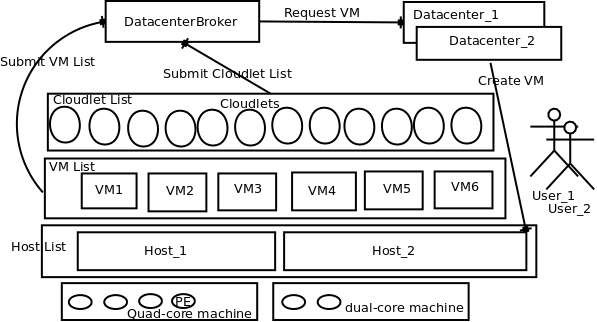 DatacenterBroker
Request VM
Datacenter_1
Datacenter_2
Submit VM List
Submit Cloudlet List
Create VM
Cloudlet List
Cloudlets
VM List
VM1
VM2
VM3
VM4
VM5
VM6
User_1
User_2
Host List
Host_1
Host_2
PE
Quad-core machine
dual-core machine